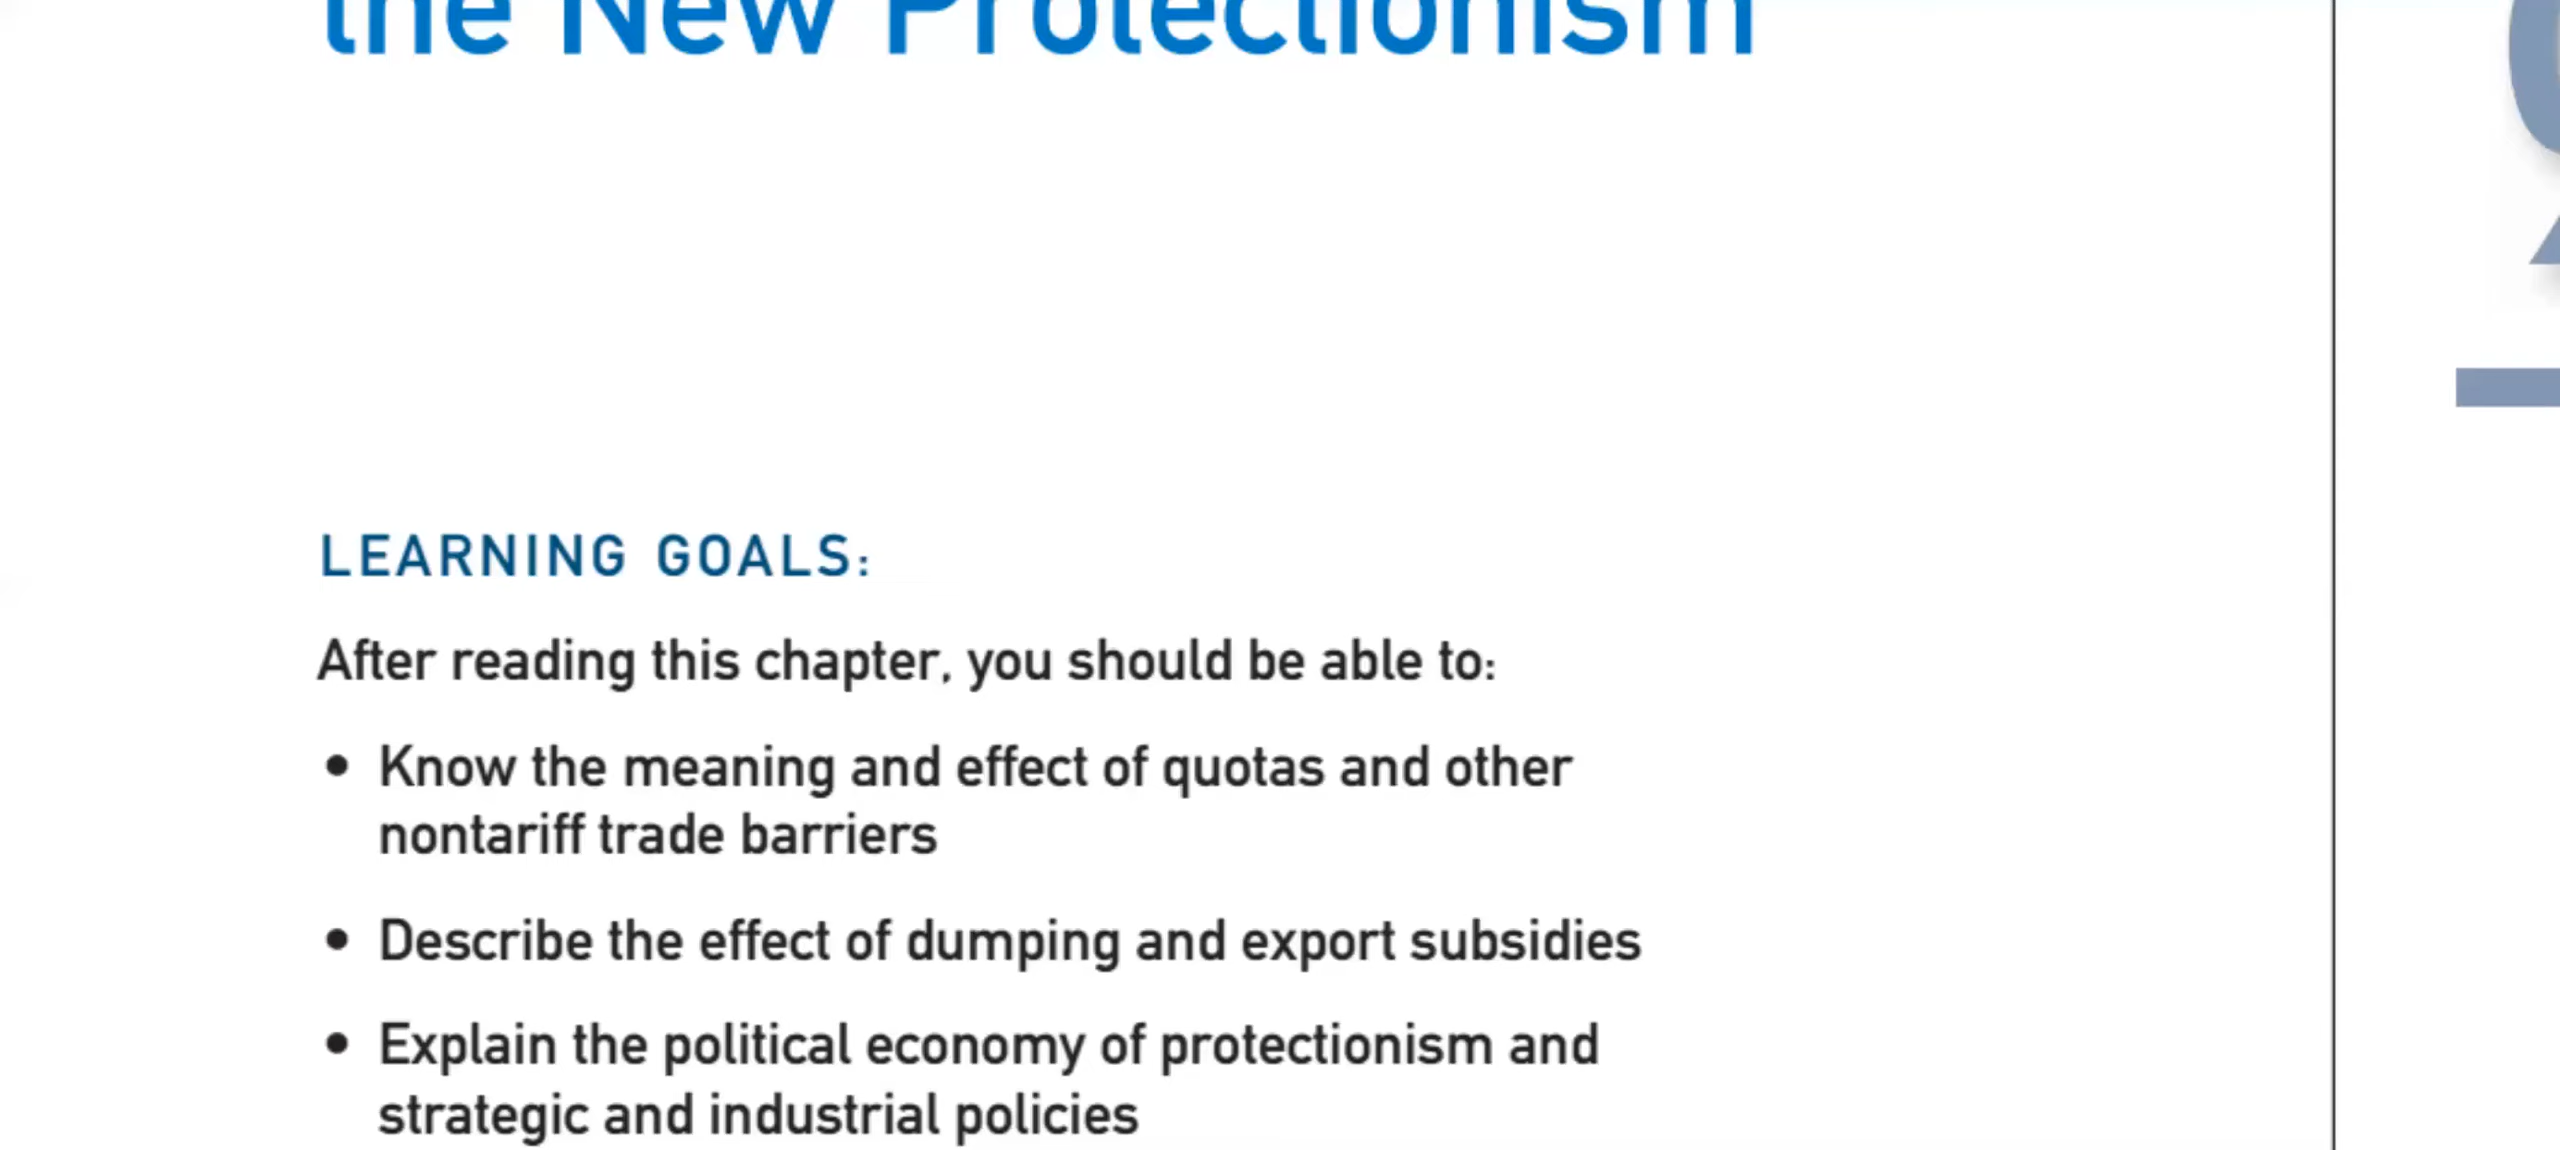 the New Protectionism
LEARNING GOALS:
After reading this chapter, you should be able to:
• Know the meaning and effect of quotas and other
nontariff trade barriers
• Describe the effect of dumping and export subsidies
• Explain the political economy of protectionism and
strategic and industrial policies